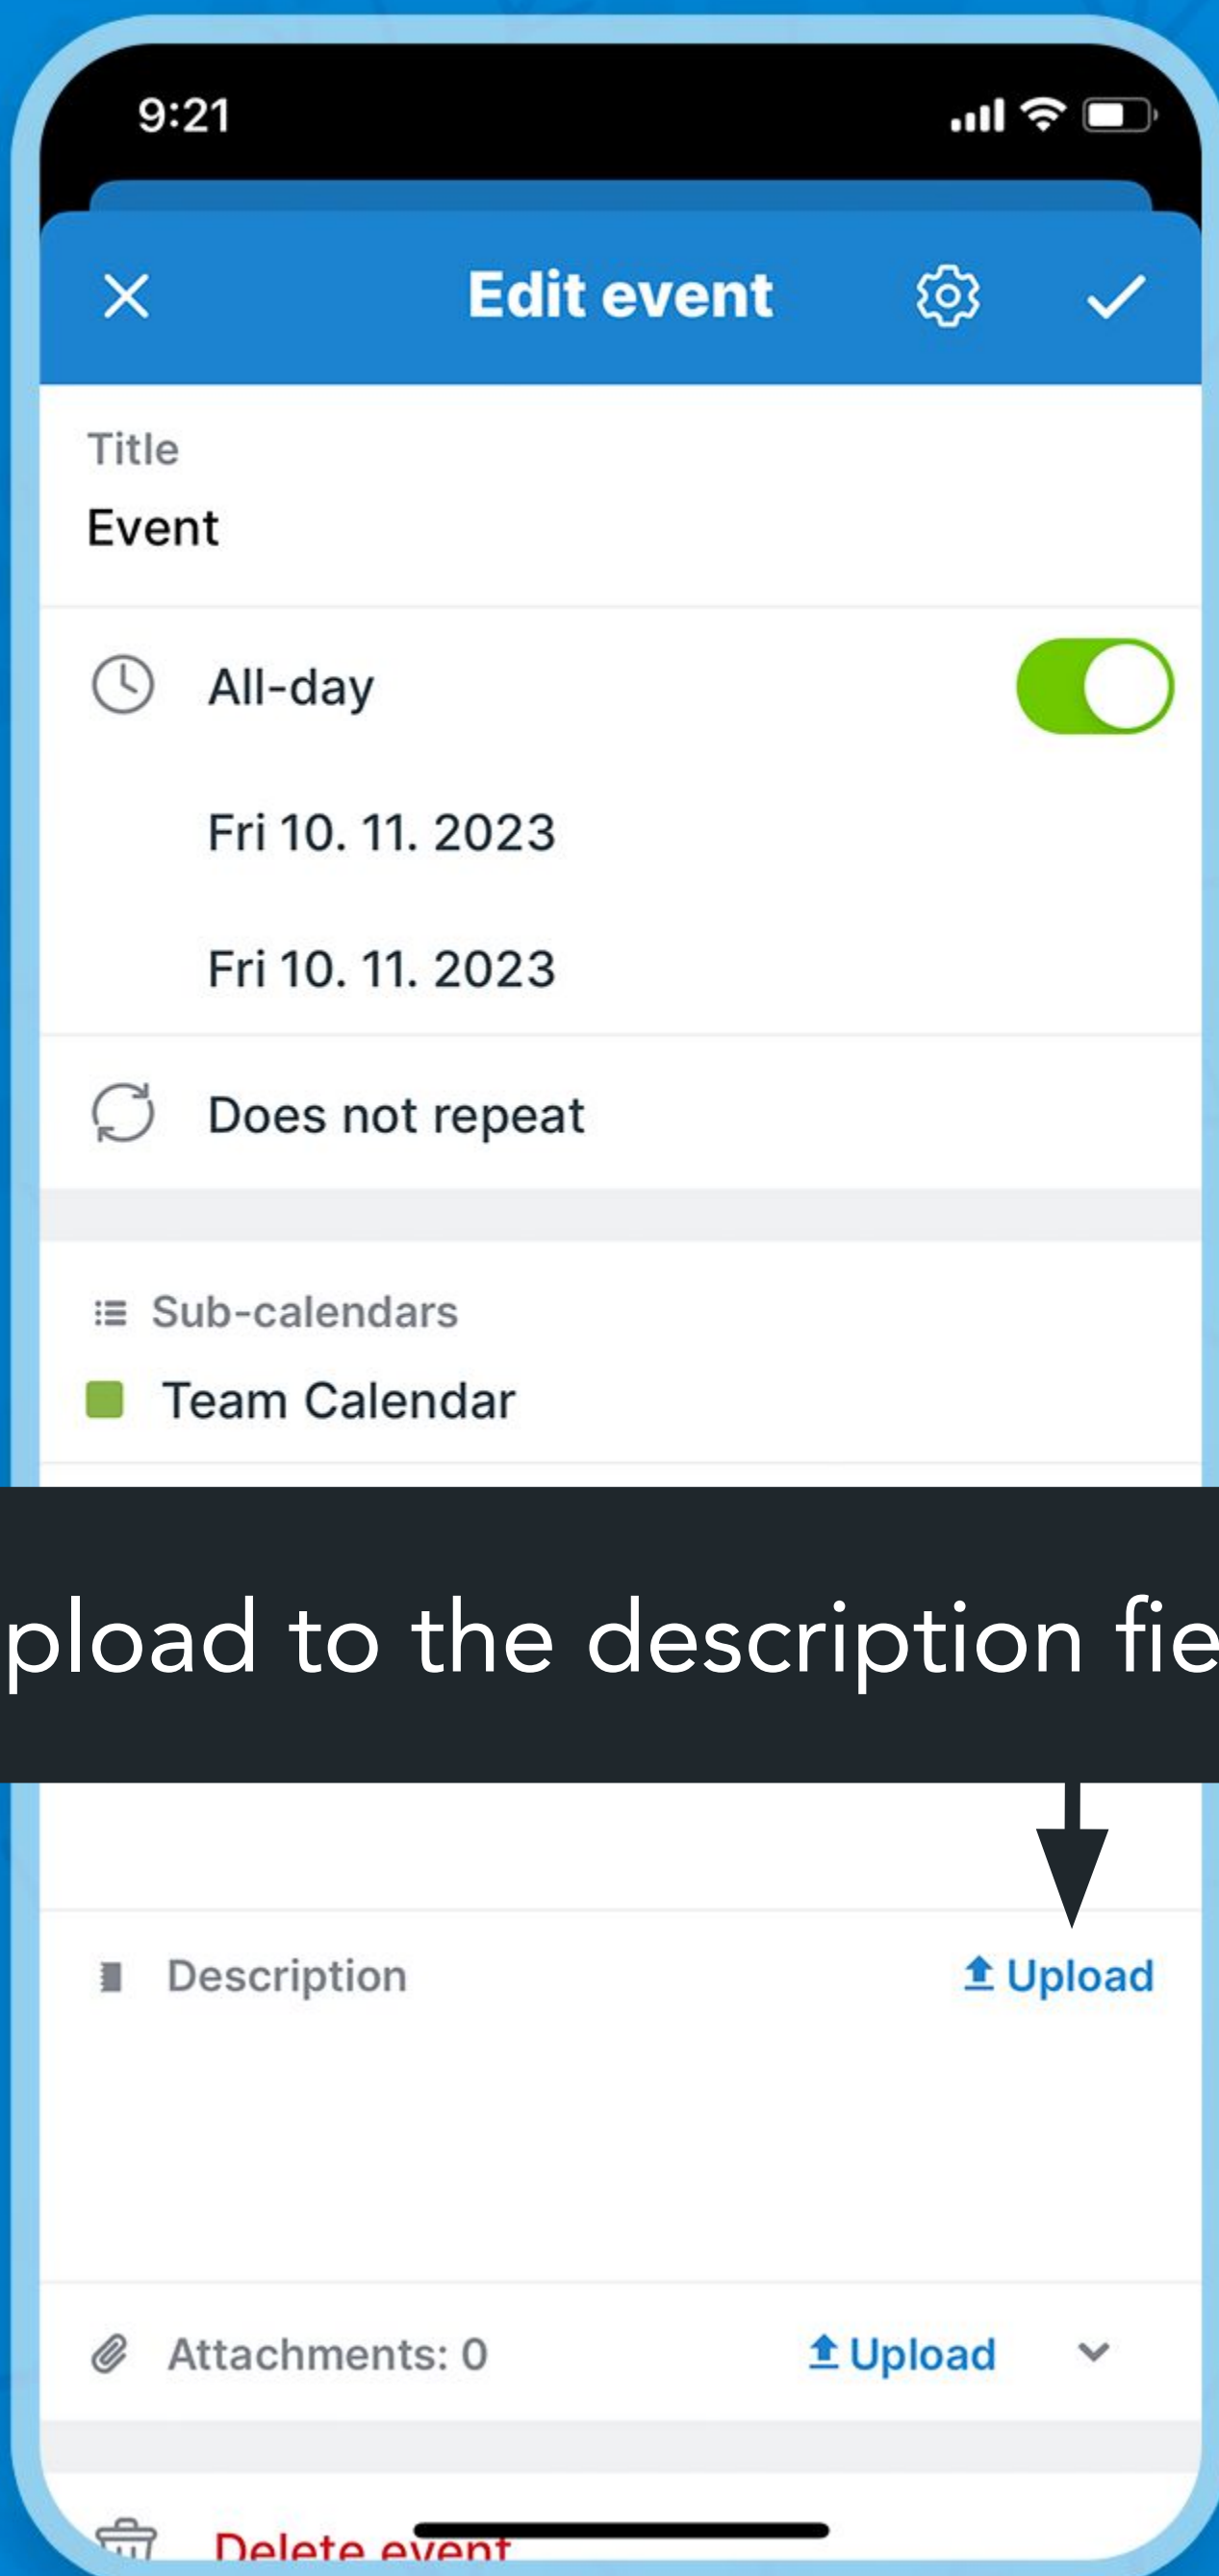 9:21
Edit event
Title
Event
All-day
Fri 10. 11. 2023
Fri 10. 11. 2023
Does not repeat
Sub-calendars
Team Calendar
pload to the description fie
Description
Upload
Attachments: 0
Upload
Delete event